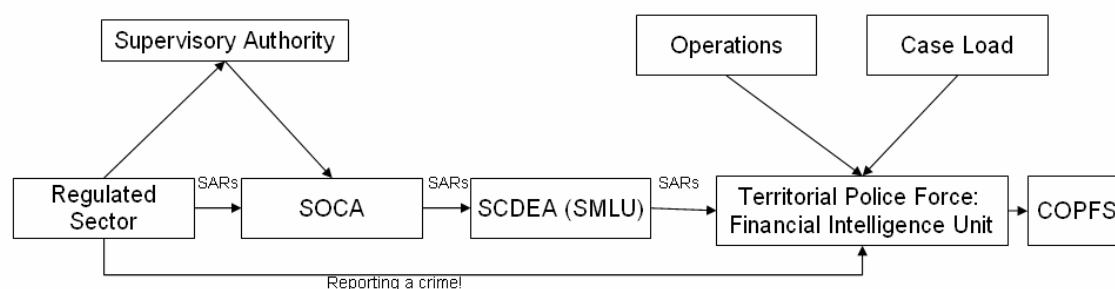 Supervisory Authority
Operations
Case Load
SARs
SARs
SARs
Regulated
Sector
SOCA
SCDEA (SMLU)
Territorial Police Force:
Financial Intelligence Unit
COPFS
Reporting a crime!